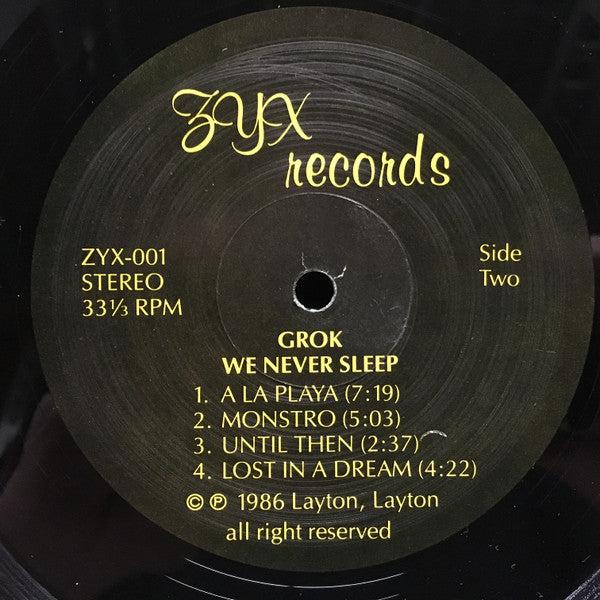 ZYX
records
ZYX-001
STEREO
33⅓ RPM
Side
Two
GROK
WE NEVER SLEEP
1. A LA PLAYA (7:19)
2. MONSTRO (5:03)
3. UNTIL THEN (2:37)
4. LOST IN A DREAM (4:22)
© ℗ 1986 Layton, Layton
all right reserved